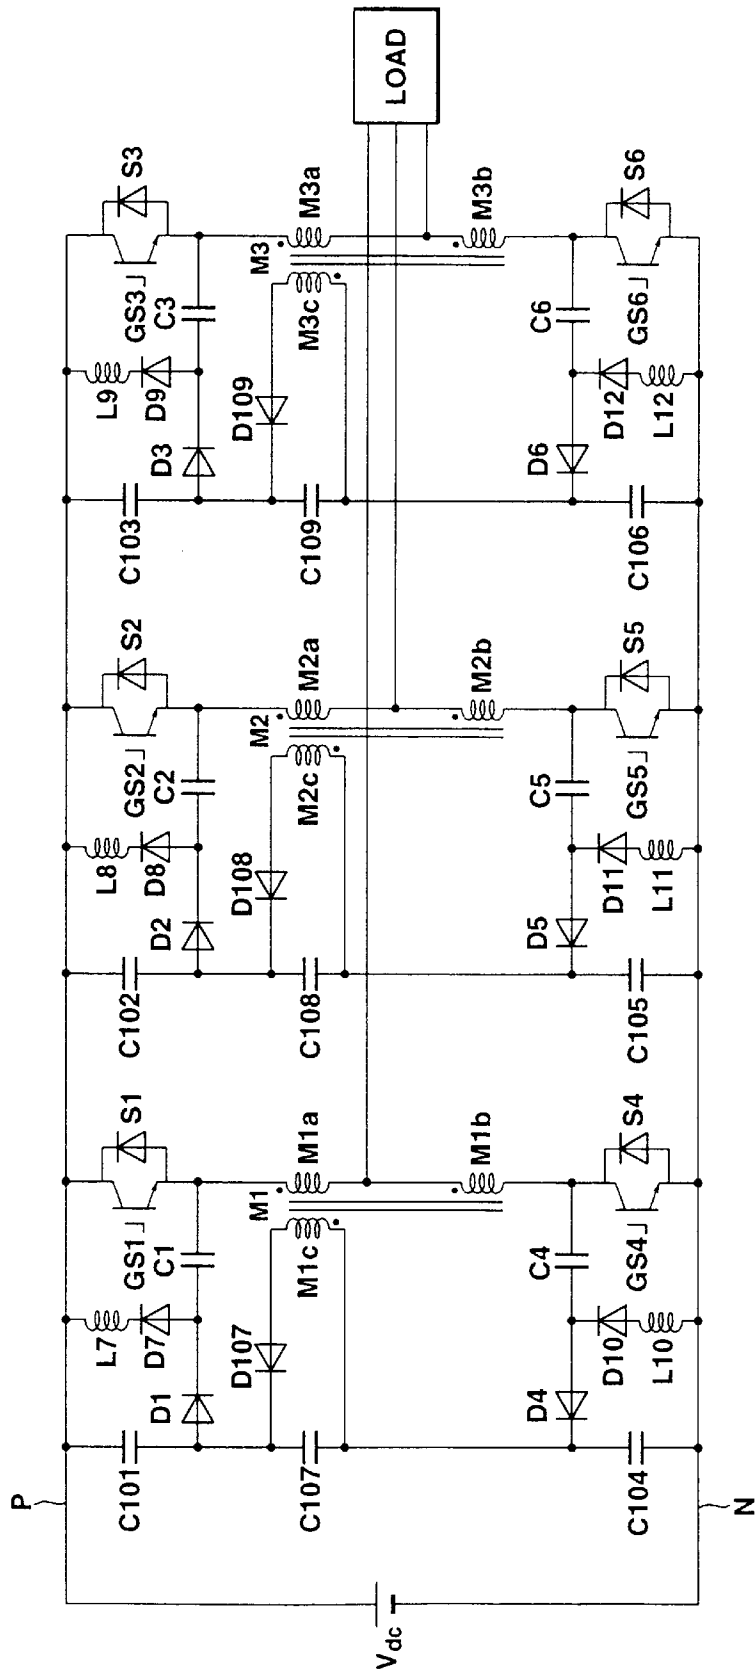 P
Vdc
N
C101
C107
C104
D1
D107
D4
L7
D7
D10
L10
GS1
C1
C4
GS4
M1
M1c
S1
M1a
M1b
S4
C102
C108
C105
D2
D108
D5
L8
D8
D11
L11
GS2
C2
C5
GS5
M2
M2c
S2
M2a
M2b
S5
C103
C109
C106
D3
D109
D6
L9
D9
D12
L12
GS3
C3
C6
GS6
M3
M3c
S3
M3a
M3b
S6
LOAD